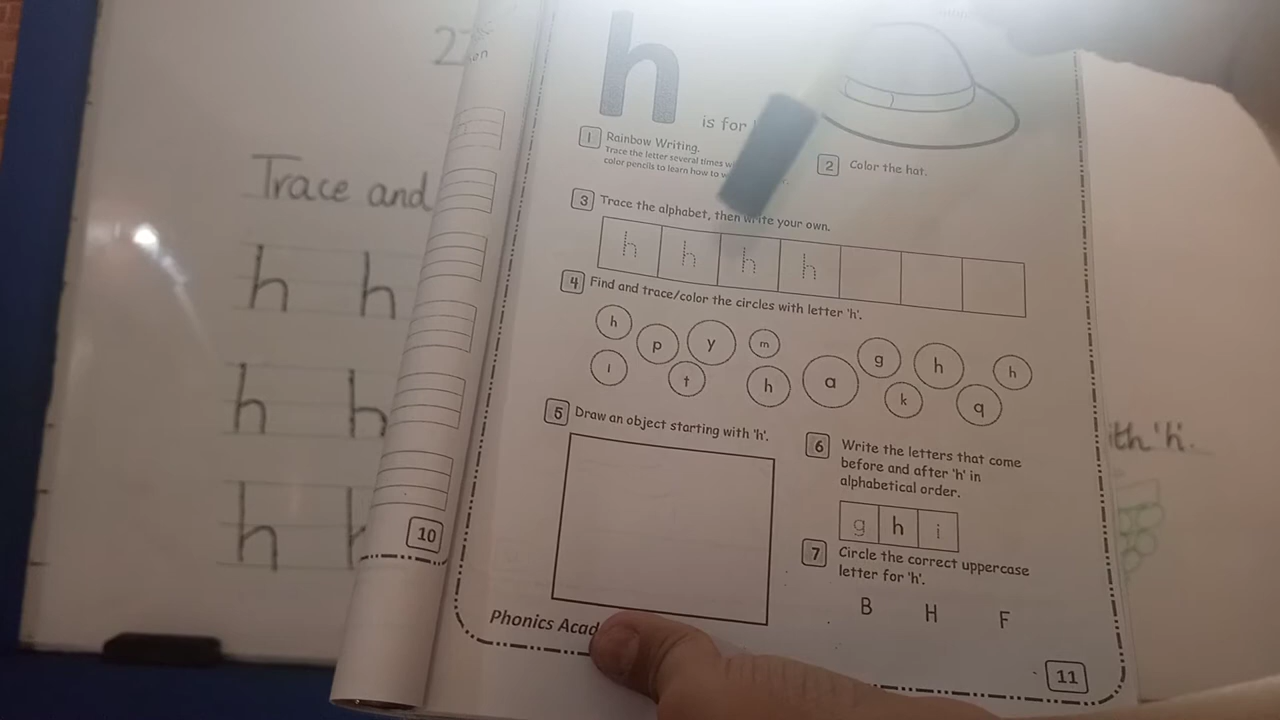 Trace and
h h
h h
h
10
h
is for
1 Rainbow Writing.
Trace the letter several times
color pencils to learn how to
2 Color the hat.
3 Trace the alphabet, then write your own.
h h h h
4 Find and trace/color the circles with letter 'h'.
h p y m g h h
l t h a k q
5 Draw an object starting with 'h'.
6 Write the letters that come
before and after 'h' in
alphabetical order.
g h i
7 Circle the correct uppercase
letter for 'h'.
B H F
Phonics
11
'h'.